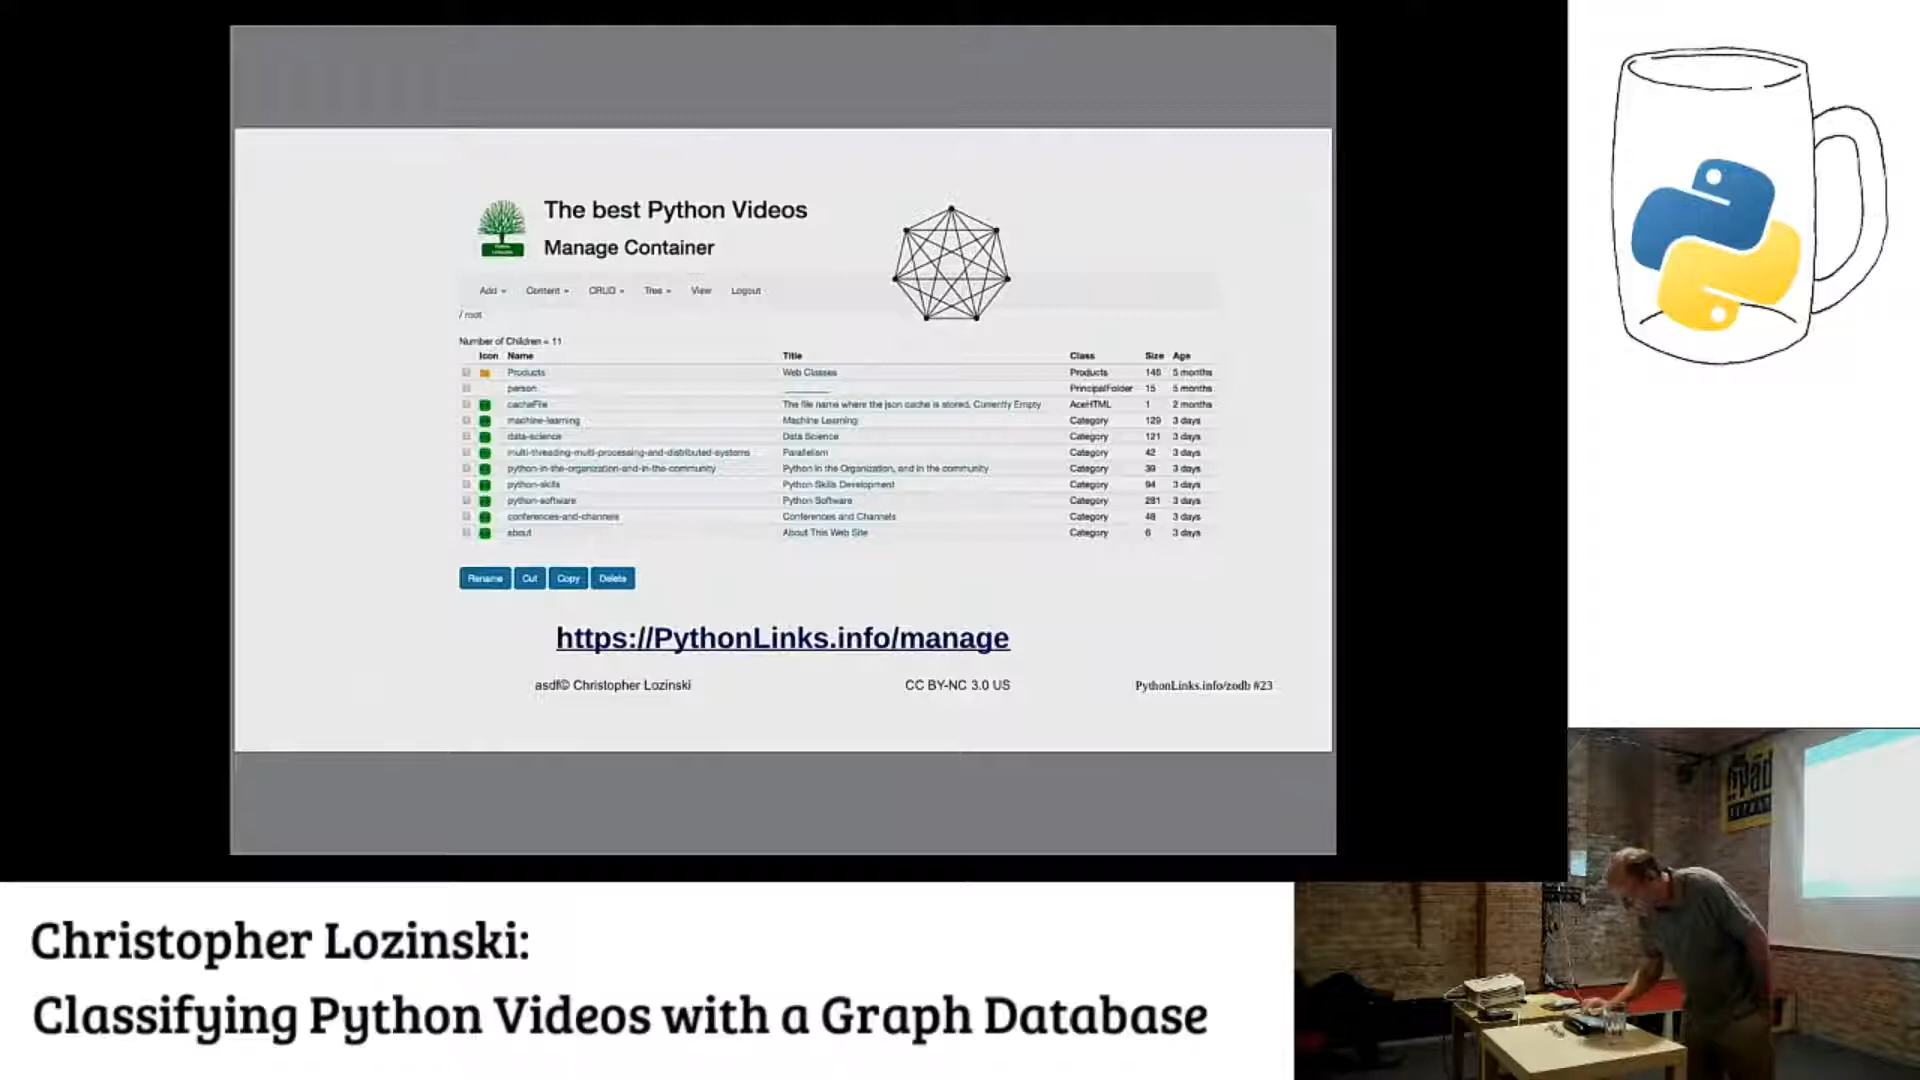 The best Python Videos
Manage Container
Add Content CRUD Tree View Logout
/ root
Number of Children = 11
Icon Name Title Class Size Age
Products Web Classes Products 5 months
person PrincipalFolder 15 5 months
cacheFile The file name where the json cache is stored. Currently Empty AceHTML 1 2 months
machine-learning Machine Learning Category 129 3 days
data-science Data Science Category 121 3 days
multi-threading-multi-processing-and-distributed-systems Parallelism Category 42 3 days
python-in-the-organization-and-in-the-community Python in the Organization, and in the community Category 39 3 days
python-skills Python Skills Development Category 94 3 days
python-software Python Software Category 281 3 days
conferences-and-channels Conferences and Channels Category 48 3 days
about About This Web Site Category 6 3 days
Rename Cut Copy Delete
https://PythonLinks.info/manage
asdf© Christopher Lozinski CC BY-NC 3.0 US PythonLinks.info/zodb #23
Christopher Lozinski:
Classifying Python Videos with a Graph Database